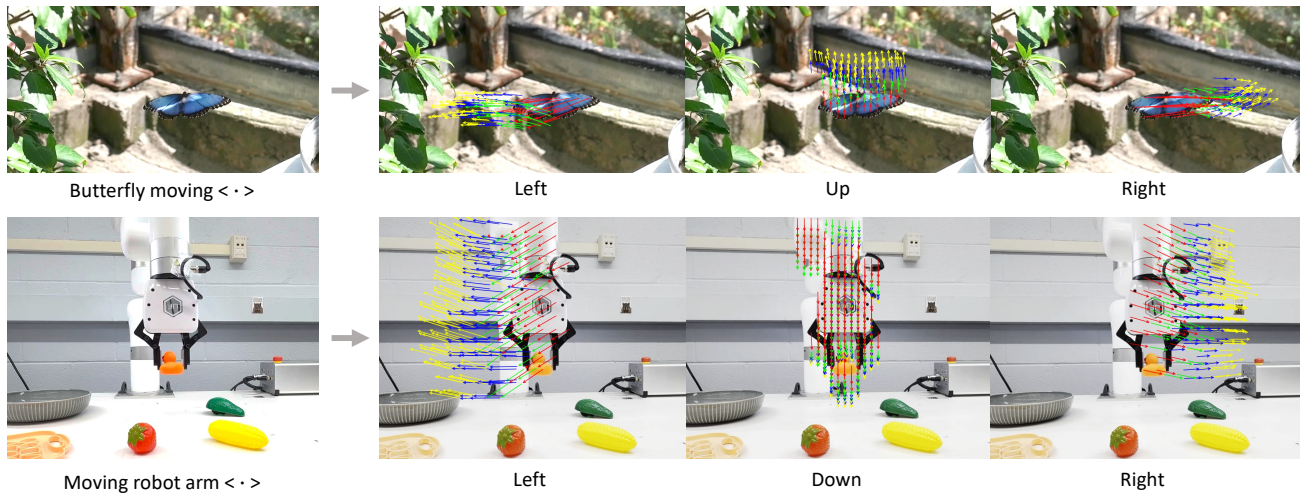 Butterfly moving < · >
Left
Up
Right
Moving robot arm < · >
Left
Down
Right